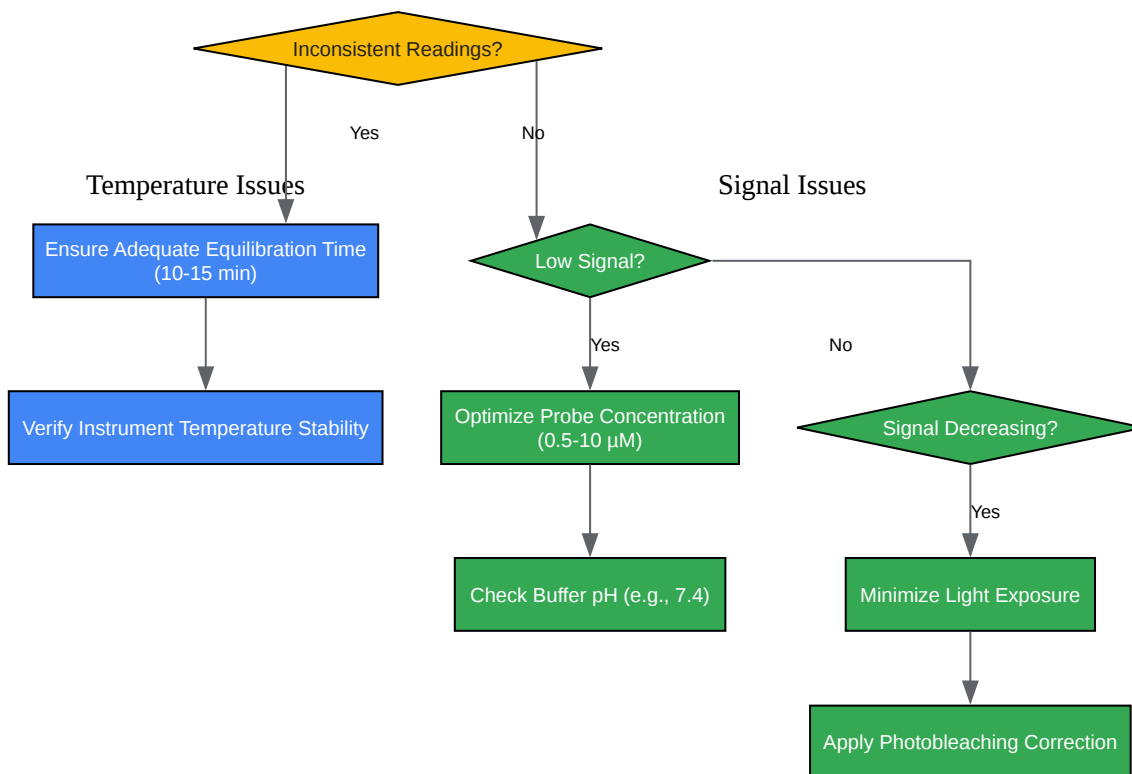 Inconsistent Readings?
Yes
No
Temperature Issues
Signal Issues
Ensure Adequate Equilibration Time
(10-15 min)
Low Signal?
Yes
No
Verify Instrument Temperature Stability
Optimize Probe Concentration
(0.5-10 µM)
Signal Decreasing?
Yes
Check Buffer pH (e.g., 7.4)
Minimize Light Exposure
Apply Photobleaching Correction